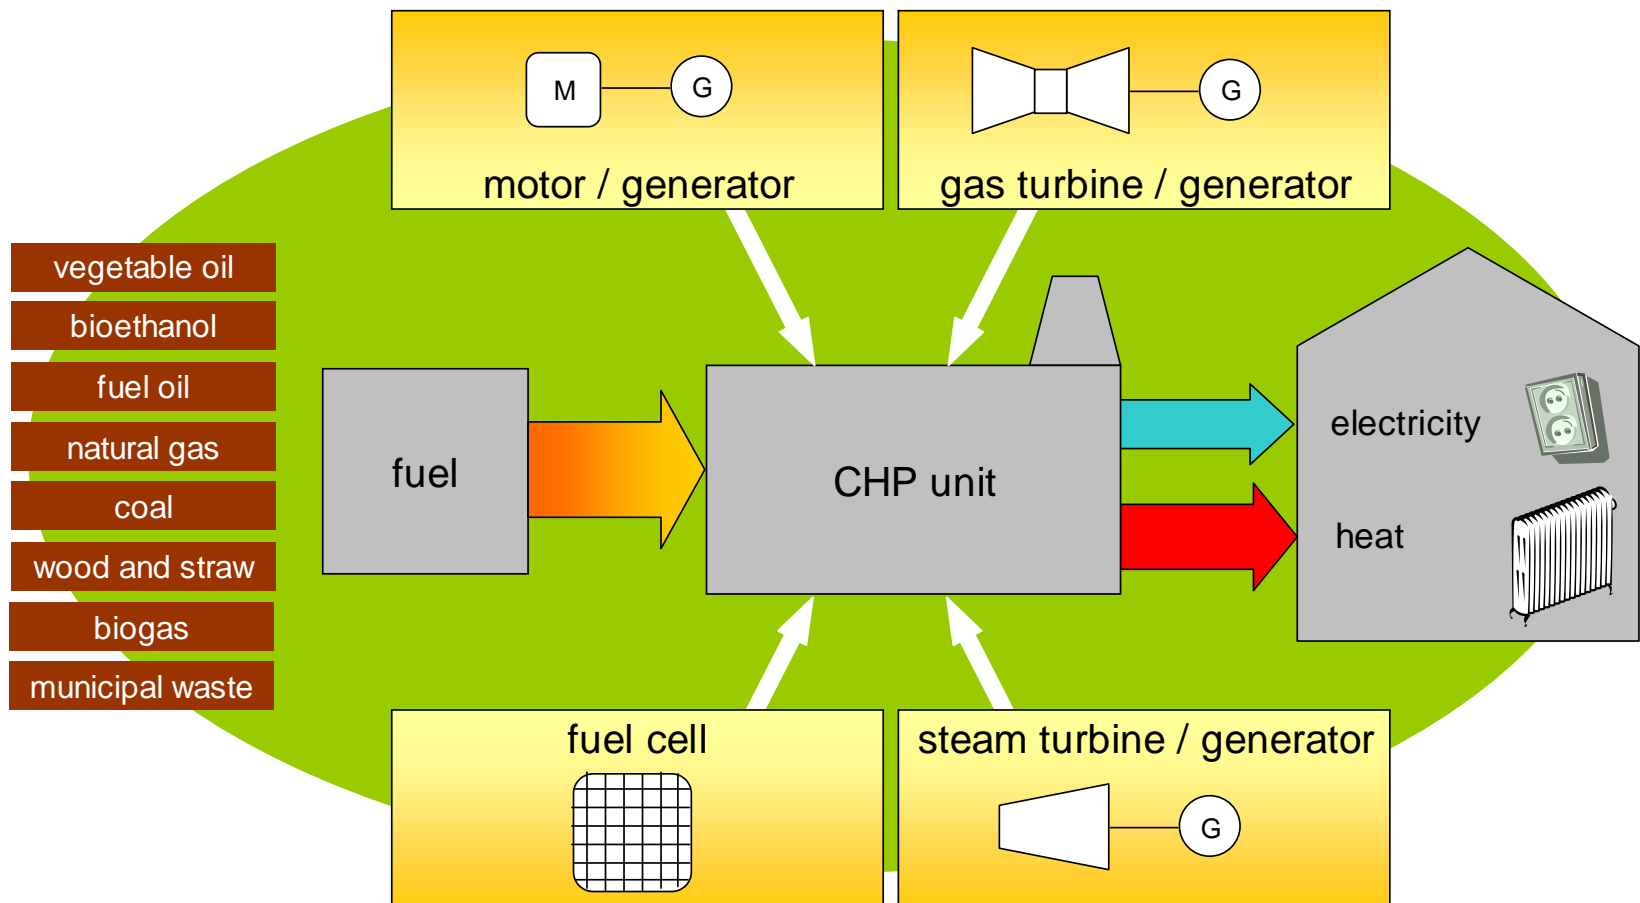 M
G
motor / generator
G
gas turbine / generator
vegetable oil
bioethanol
fuel oil
natural gas
coal
wood and straw
biogas
municipal waste
fuel
CHP unit
electricity
heat
fuel cell
steam turbine / generator
G